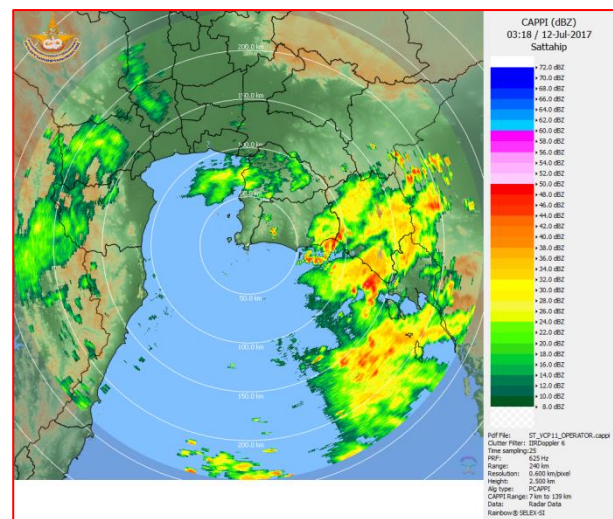 CAPPI (dBZ)
03:18 / 12-Jul-2017
Sattahip
72.0 dBZ
70.0 dBZ
68.0 dBZ
66.0 dBZ
64.0 dBZ
62.0 dBZ
60.0 dBZ
58.0 dBZ
56.0 dBZ
54.0 dBZ
52.0 dBZ
50.0 dBZ
48.0 dBZ
46.0 dBZ
44.0 dBZ
42.0 dBZ
40.0 dBZ
38.0 dBZ
36.0 dBZ
34.0 dBZ
32.0 dBZ
30.0 dBZ
28.0 dBZ
26.0 dBZ
24.0 dBZ
22.0 dBZ
20.0 dBZ
18.0 dBZ
16.0 dBZ
14.0 dBZ
12.0 dBZ
10.0 dBZ
8.0 dBZ
Pdf File: ST_VCP11_OPERATOR.cappi
Clutter Filter: IIRDoppler 6
Time sampling:25
PRF: 625 Hz
Range: 240 km
Resolution: 0.600 km/pixel
Height: 2.500 km
Alg type: PCAPPI
CAPPI Range: 7 km to 139 km
Data: Radar Data
Rainbow® SELEX-SI
200.0 km
150.0 km
100.0 km
50.0 km
50.0 km
100.0 km
150.0 km
200.0 km